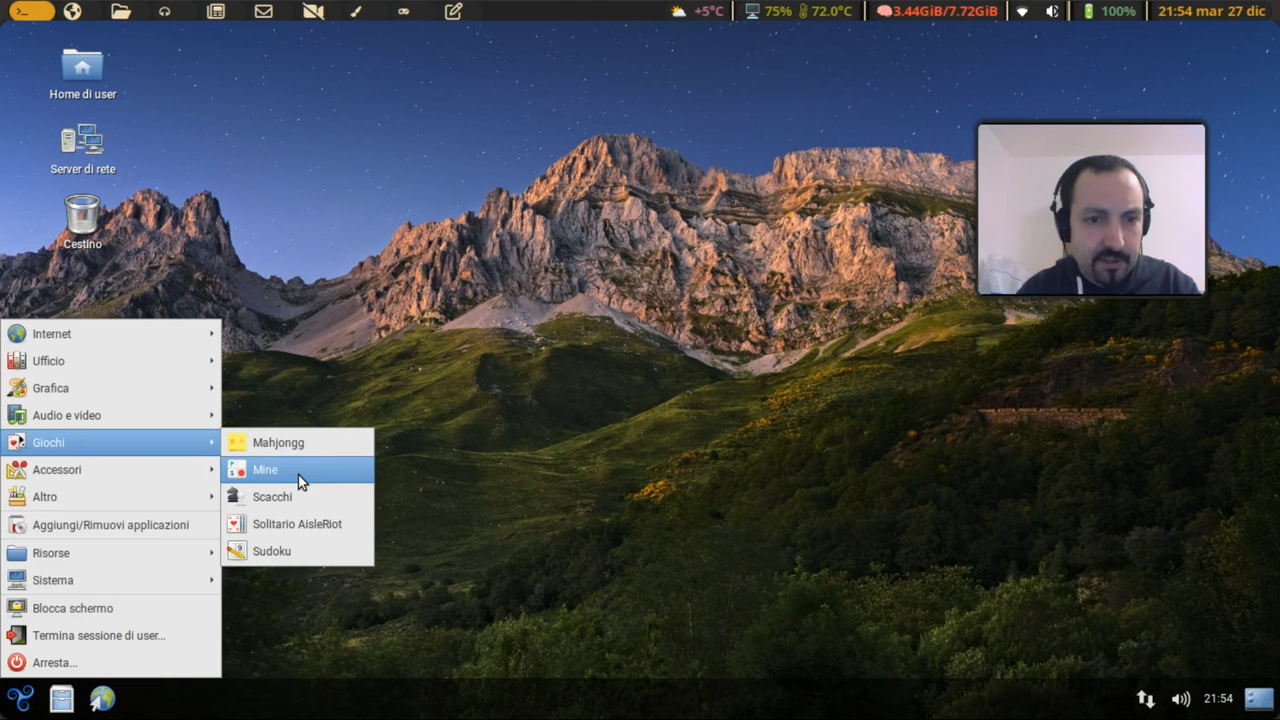 +5°C 75% 72.0°C 3.44GiB/7.72GiB 100% 21:54 mar 27 dic
Home di user
Server di rete
Cestino
Internet
Ufficio
Grafica
Audio e video
Giochi
Accessori
Altro
Aggiungi/Rimuovi applicazioni
Risorse
Sistema
Blocca schermo
Termina sessione di user...
Arresta...
Mahjongg
Mine
Scacchi
Solitario AisleRiot
Sudoku
21:54